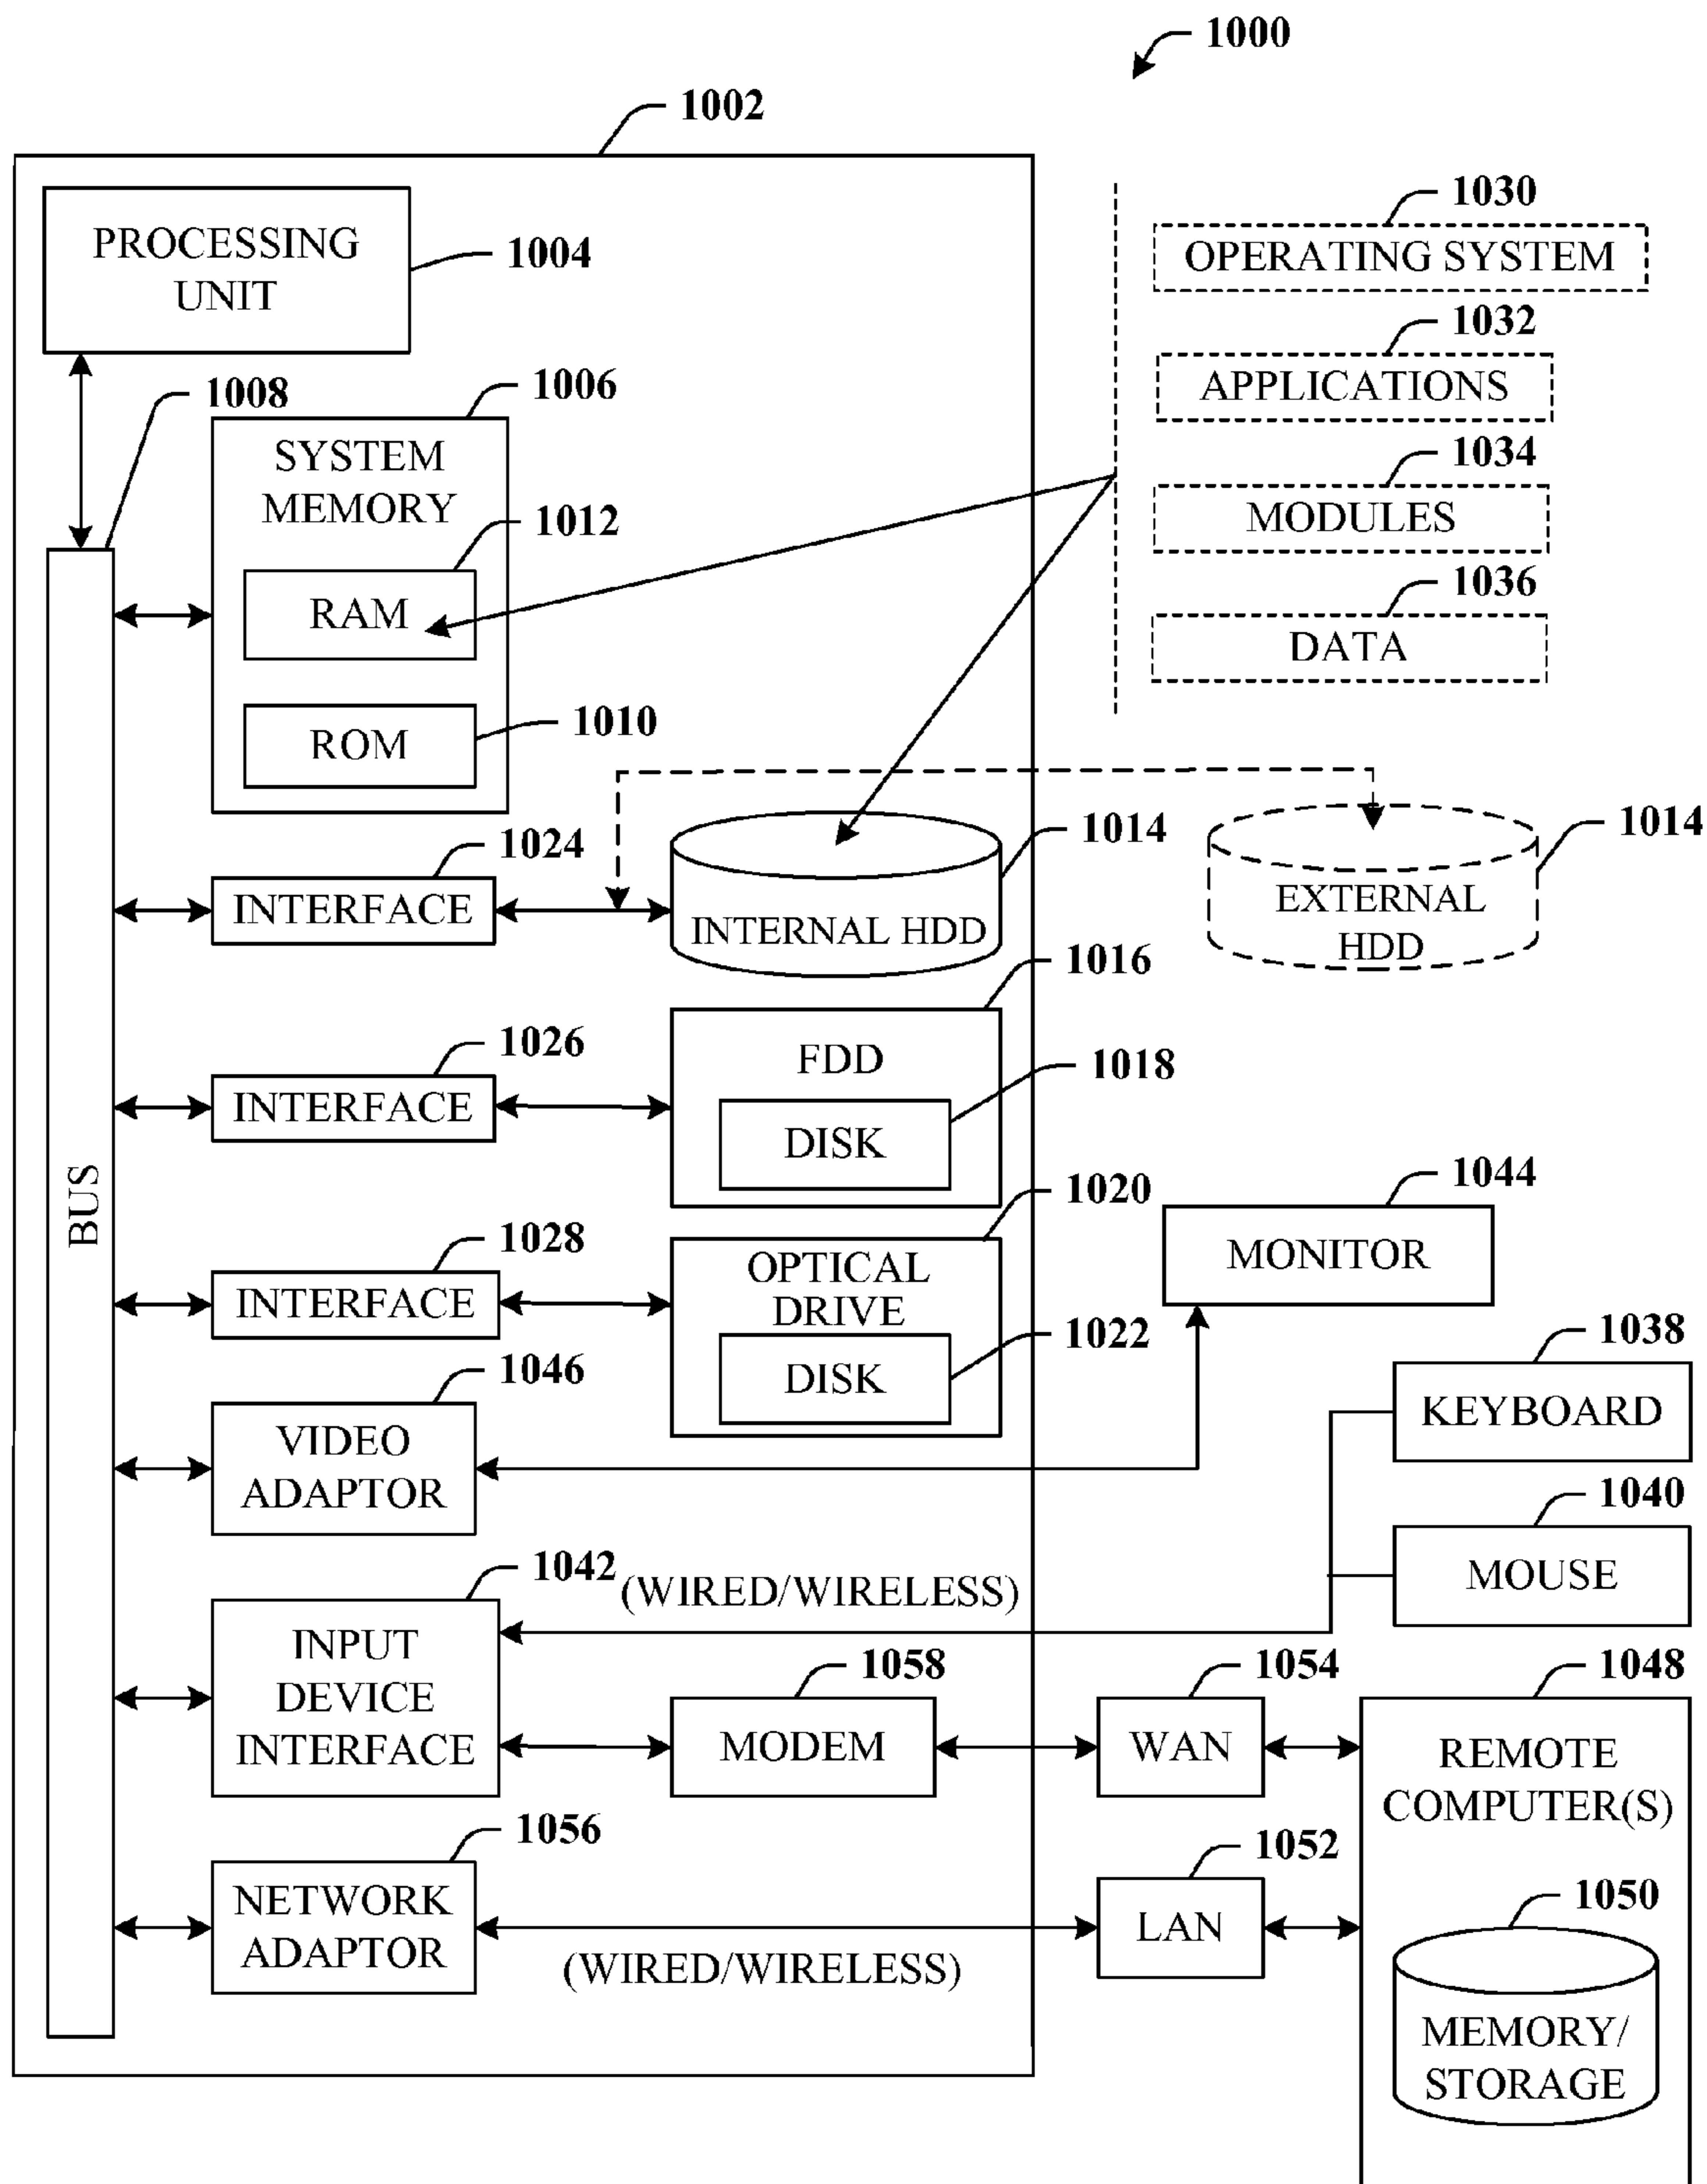 1000
1002
PROCESSING
UNIT
1004
1030
OPERATING SYSTEM
1032
APPLICATIONS
1034
MODULES
1036
DATA
1008
1006
SYSTEM
MEMORY
1012
RAM
1010
ROM
1024
INTERFACE
1014
INTERNAL HDD
1014
EXTERNAL
HDD
1016
1026
INTERFACE
FDD
1018
DISK
BUS
1020
1028
INTERFACE
OPTICAL
DRIVE
1022
DISK
1044
MONITOR
1046
VIDEO
ADAPTOR
1038
KEYBOARD
1040
MOUSE
1042
(WIRED/WIRELESS)
INPUT
DEVICE
INTERFACE
1058
MODEM
1054
WAN
1048
REMOTE
COMPUTER(S)
1056
NETWORK
ADAPTOR
(WIRED/WIRELESS)
1052
LAN
1050
MEMORY/
STORAGE